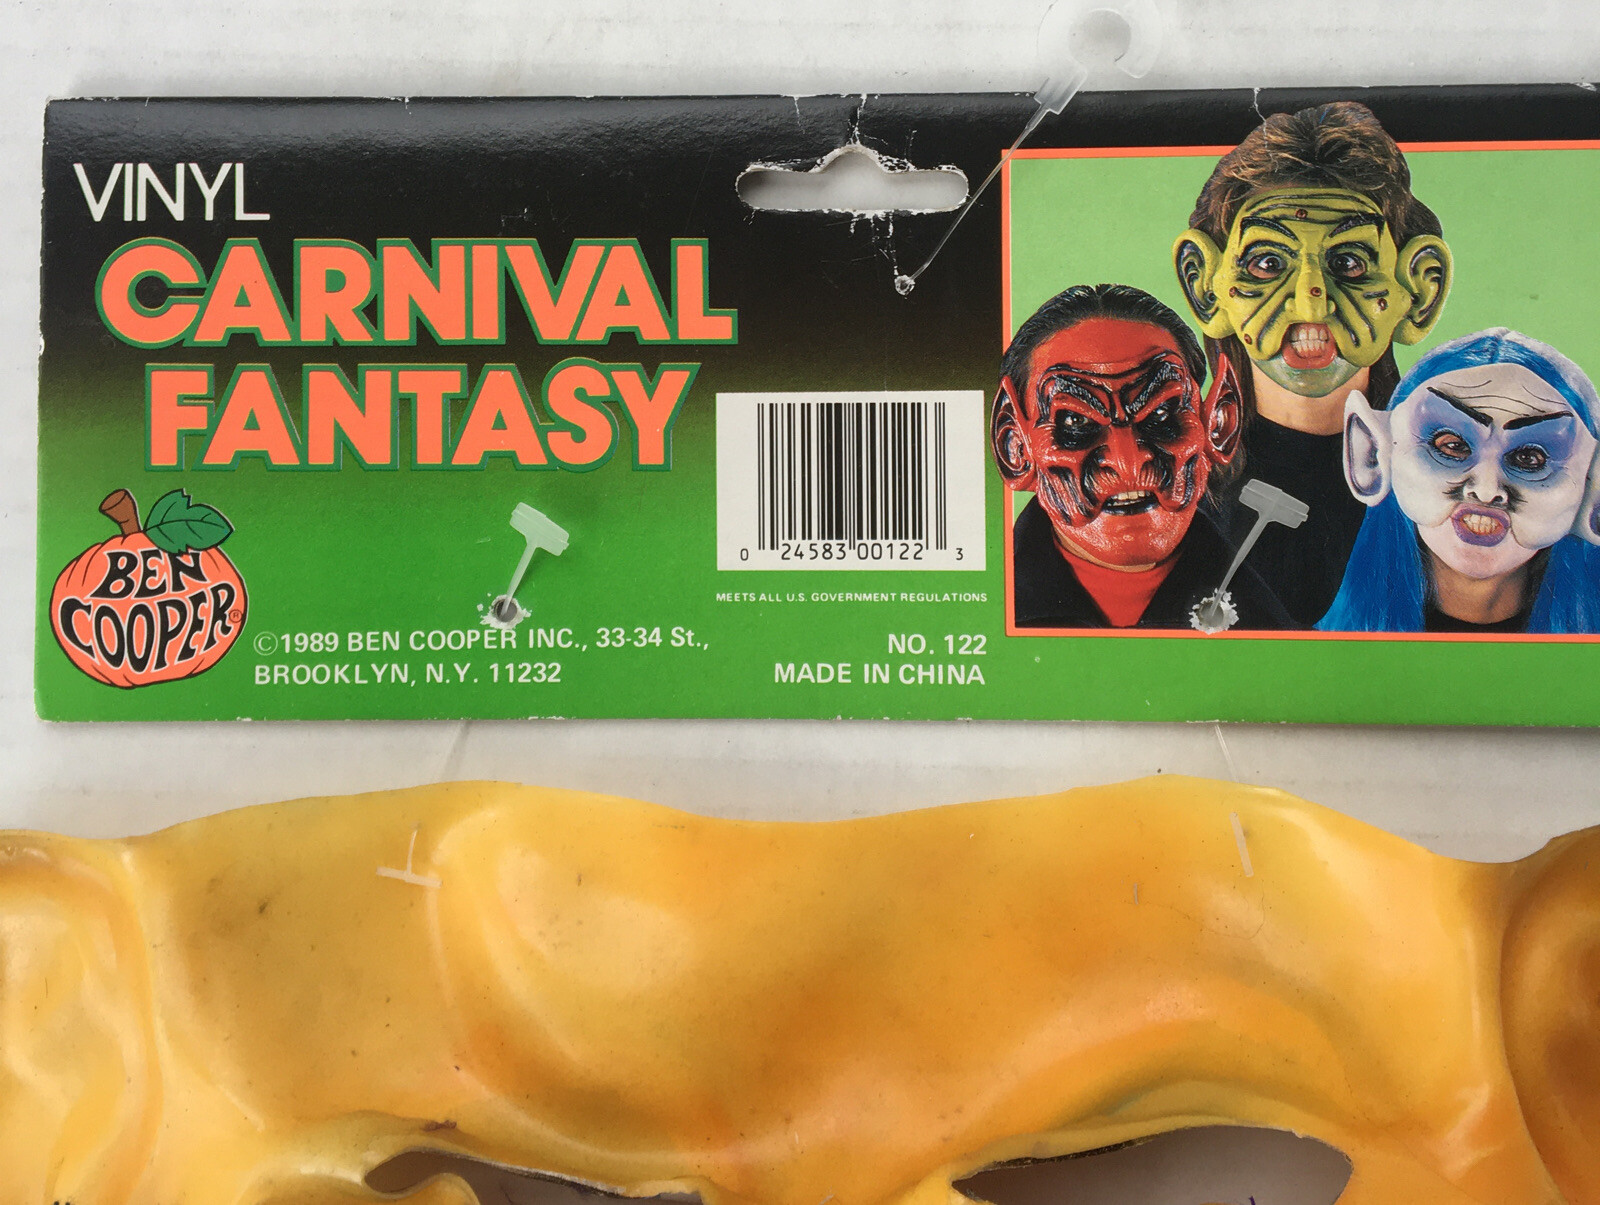 VINYL
CARNIVAL
FANTASY
BEN
COOPER®
©1989 BEN COOPER INC., 33-34 St.,
BROOKLYN, N.Y. 11232
0 24583 00122 3
MEETS ALL U.S. GOVERNMENT REGULATIONS
NO. 122
MADE IN CHINA